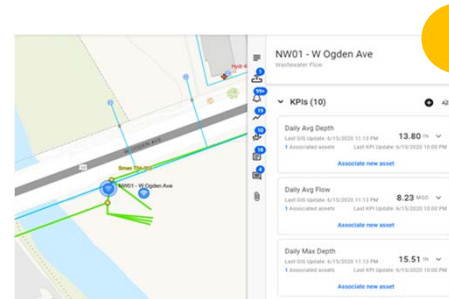 NW01 - W Ogden Ave
Wastewater Flow
KPIs (10)
Daily Avg Depth
Last GIS Update: 6/15/2020 11:13 PM
13.80 IN
1 Associated assets
Last KPI Update: 6/15/2020 10:00 PM
Associate new asset
Daily Avg Flow
Last GIS Update: 6/15/2020 11:13 PM
8.23 MGD
1 Associated assets
Last KPI Update: 6/15/2020 10:00 PM
Associate new asset
Daily Max Depth
Last GIS Update: 6/15/2020 11:13 PM
15.51 IN
1 Associated assets
Last KPI Update: 6/15/2020 10:00 PM
Associate new asset
W OGDEN AVE
NW01 - W Ogden Ave
99+